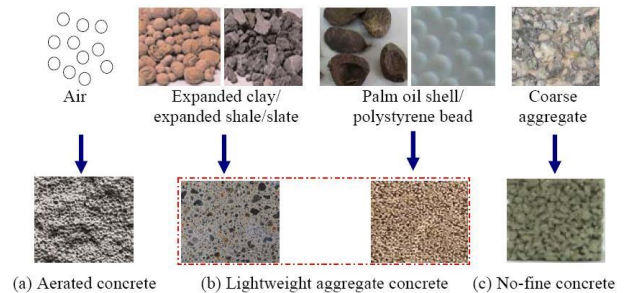 Air
Expanded clay/
expanded shale/slate
Palm oil shell/
polystyrene bead
Coarse
aggregate
(a) Aerated concrete
(b) Lightweight aggregate concrete
(c) No-fine concrete